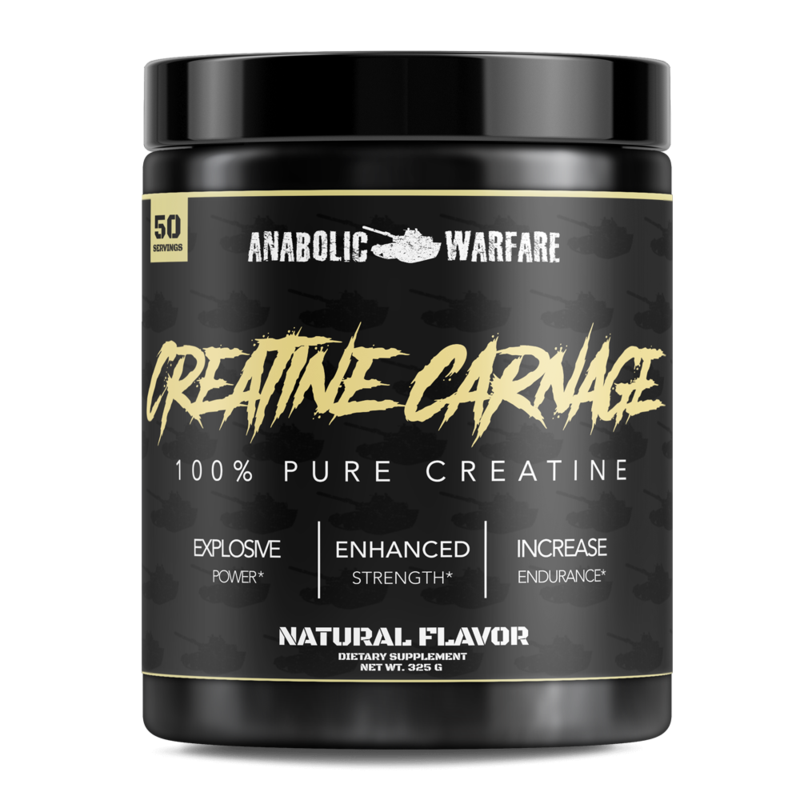 50
SERVINGS
ANABOLIC WARFARE
CREATINE CARNAGE
100% PURE CREATINE
EXPLOSIVE
POWER*
ENHANCED
STRENGTH*
INCREASE
ENDURANCE*
NATURAL FLAVOR
DIETARY SUPPLEMENT
NET WT. 325 G